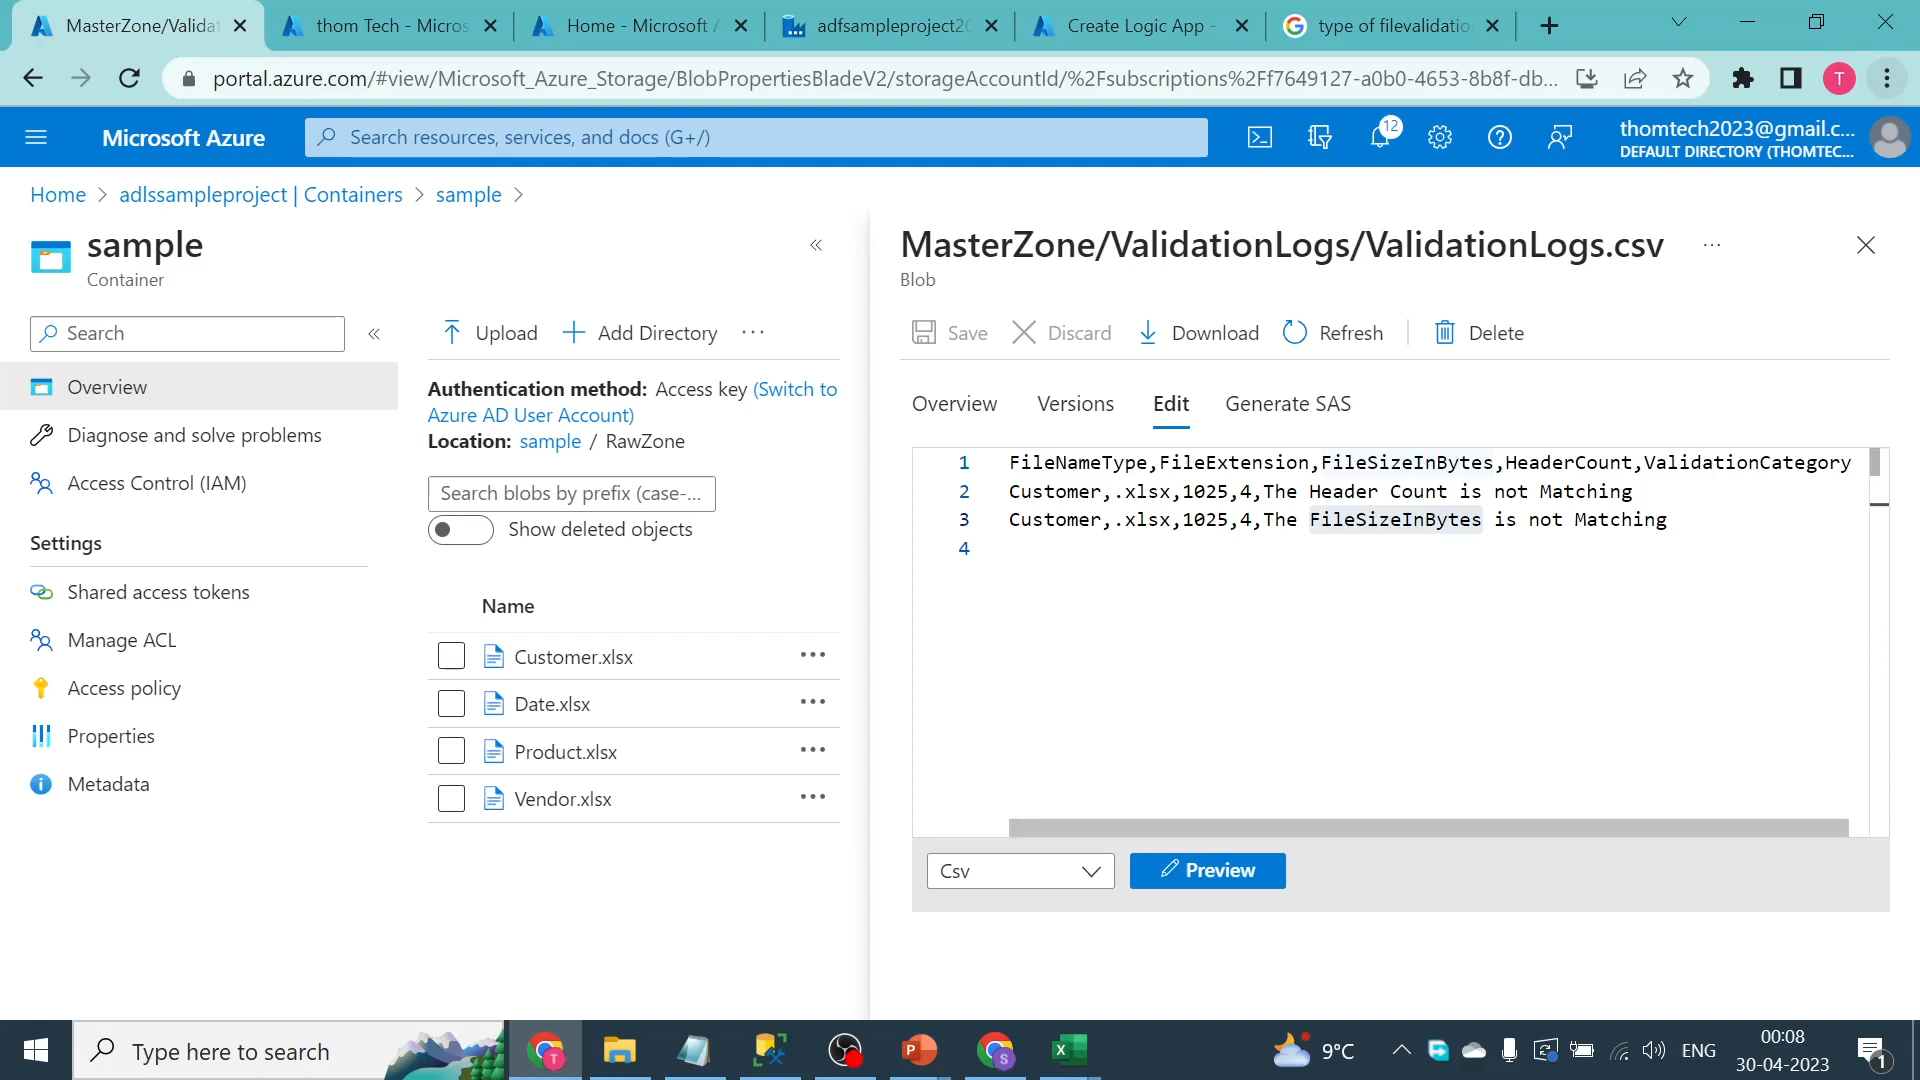 MasterZone/Validat
thom Tech - Micros
Home - Microsoft A
adfsampleproject20
Create Logic App -
type of filevalidatio
portal.azure.com/#view/Microsoft_Azure_Storage/BlobPropertiesBladeV2/storageAccountId/%2Fsubscriptions%2Ff7649127-a0b0-4653-8b8f-db...
T
Microsoft Azure
Search resources, services, and docs (G+/)
12
thomtech2023@gmail.c...
DEFAULT DIRECTORY (THOMTEC...
Home > adlssampleproject | Containers > sample >
sample
Container
Search
Overview
Diagnose and solve problems
Access Control (IAM)
Settings
Shared access tokens
Manage ACL
Access policy
Properties
Metadata
Upload
Add Directory
Authentication method: Access key (Switch to
Azure AD User Account)
Location: sample / RawZone
Search blobs by prefix (case-...
Show deleted objects
Name
Customer.xlsx
Date.xlsx
Product.xlsx
Vendor.xlsx
MasterZone/ValidationLogs/ValidationLogs.csv
Blob
Save
Discard
Download
Refresh
Delete
Overview
Versions
Edit
Generate SAS
1 FileNameType,FileExtension,FileSizeInBytes,HeaderCount,ValidationCategory
2 Customer,.xlsx,1025,4,The Header Count is not Matching
3 Customer,.xlsx,1025,4,The FileSizeInBytes is not Matching
4
Csv
Preview
Type here to search
T
P
S
X
9°C
ENG
00:08
30-04-2023
1